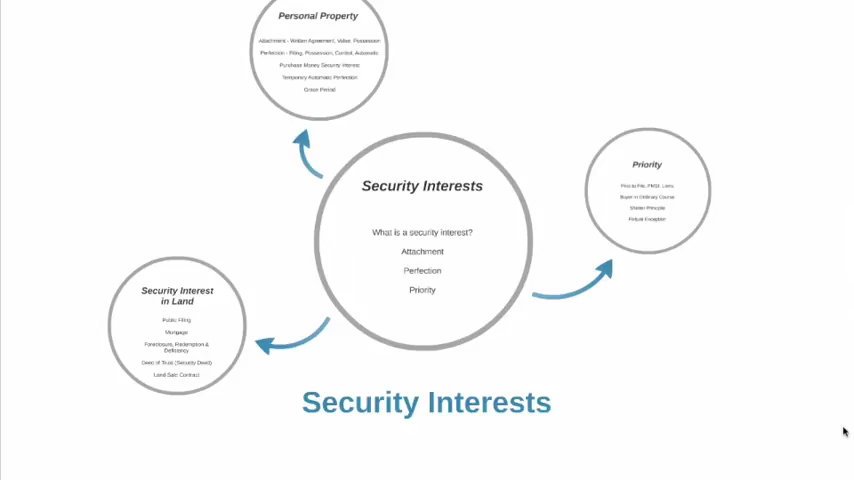 Personal Property
Attachment - Written Agreement, Value, Possession
Perfection - Filing, Possession, Control, Automatic
Purchase Money Security Interest
Temporary Automatic Perfection
Grace Period
Security Interests
What is a security interest?
Attachment
Perfection
Priority
Priority
First to File, PMSI, Liens
Buyer in Ordinary Course
Shelter Principle
Fixture Exception
Security Interest
in Land
Public Filing
Mortgage
Foreclosure, Redemption &
Deficiency
Deed of Trust (Security Deed)
Land Sale Contract
Security Interests